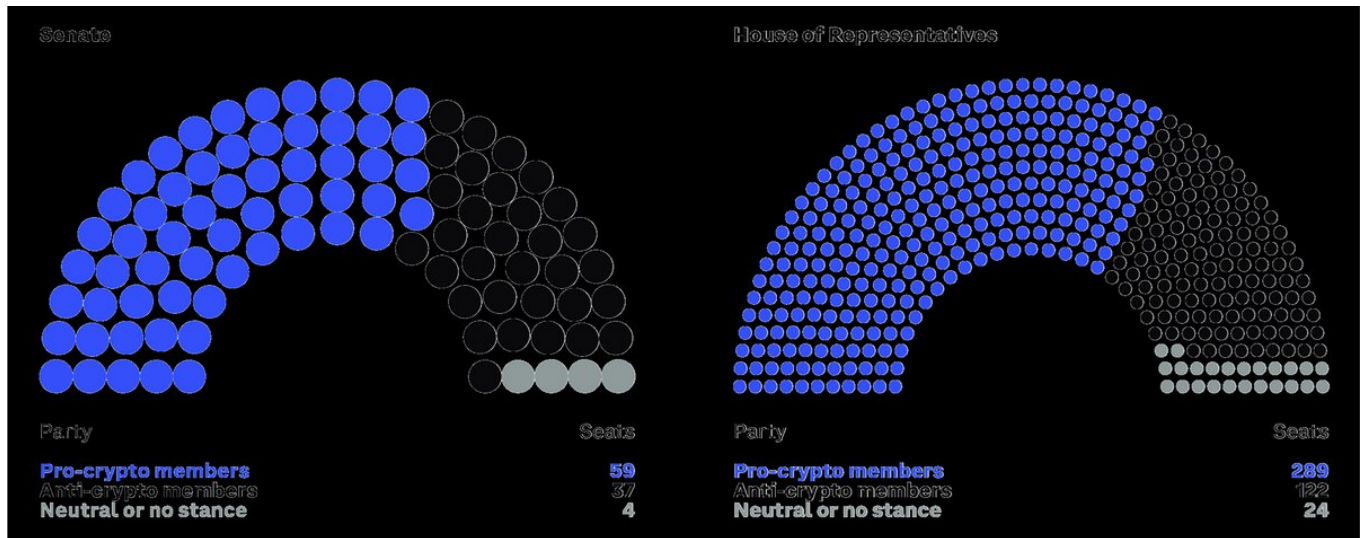 Senate
Party Seats
Pro-crypto members 59
Anti-crypto members 37
Neutral or no stance 4
House of Representatives
Party Seats
Pro-crypto members 289
Anti-crypto members 122
Neutral or no stance 24